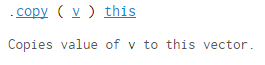 .copy ( v ) this
Copies value of v to this vector.